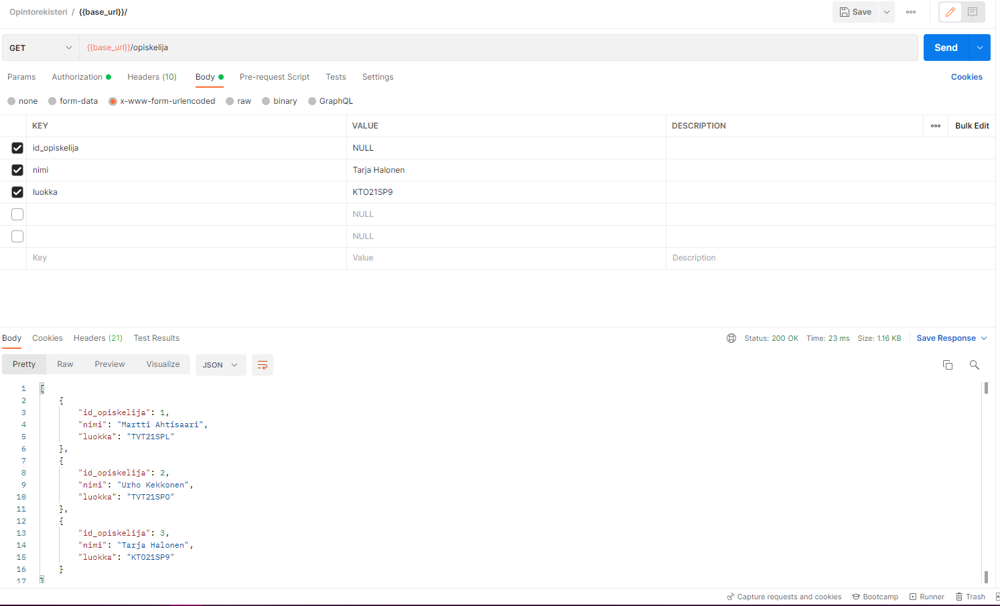 Opintorekisteri / {{base_url}}/
Save
GET {{base_url}}/opiskelija Send
Params Authorization Headers (10) Body Pre-request Script Tests Settings Cookies
none form-data x-www-form-urlencoded raw binary GraphQL
KEY VALUE DESCRIPTION Bulk Edit
id_opiskelija NULL
nimi Tarja Halonen
luokka KTO21SP9
NULL
NULL
Key Value Description
Body Cookies Headers (21) Test Results Status: 200 OK Time: 23 ms Size: 1.16 KB Save Response
Pretty Raw Preview Visualize JSON
1 [
2 {
3 "id_opiskelija": 1,
4 "nimi": "Martti Ahtisaari",
5 "luokka": "TVT21SPL"
6 },
7 {
8 "id_opiskelija": 2,
9 "nimi": "Urho Kekkonen",
10 "luokka": "TVT21SPO"
11 },
12 {
13 "id_opiskelija": 3,
14 "nimi": "Tarja Halonen",
15 "luokka": "KTO21SP9"
16 }
17 ]
Capture requests and cookies Bootcamp Runner Trash